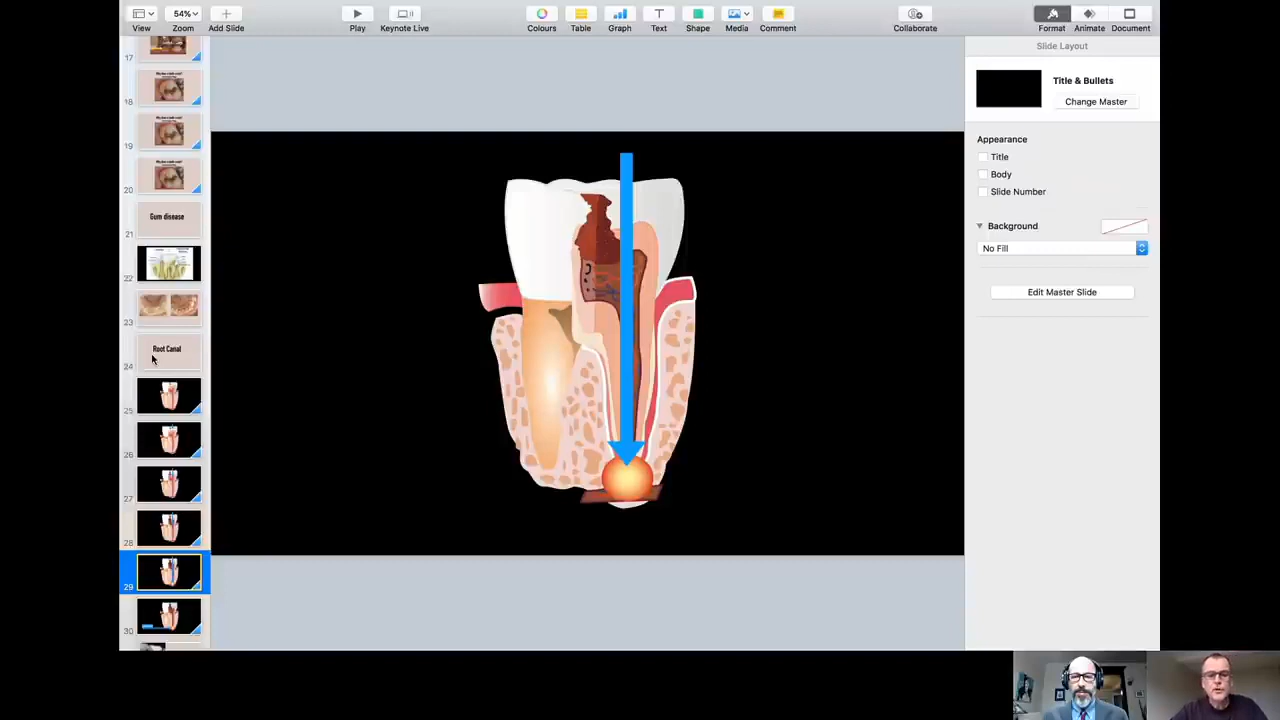 View
54%
Zoom
Add Slide
Play
Keynote Live
Colours
Table
Graph
Text
Shape
Media
Comment
Collaborate
Format
Animate
Document
17
18
19
20
Gum disease
21
22
23
Root Canal
24
25
26
27
28
29
30
Slide Layout
Title & Bullets
Change Master
Appearance
Title
Body
Slide Number
Background
No Fill
Edit Master Slide